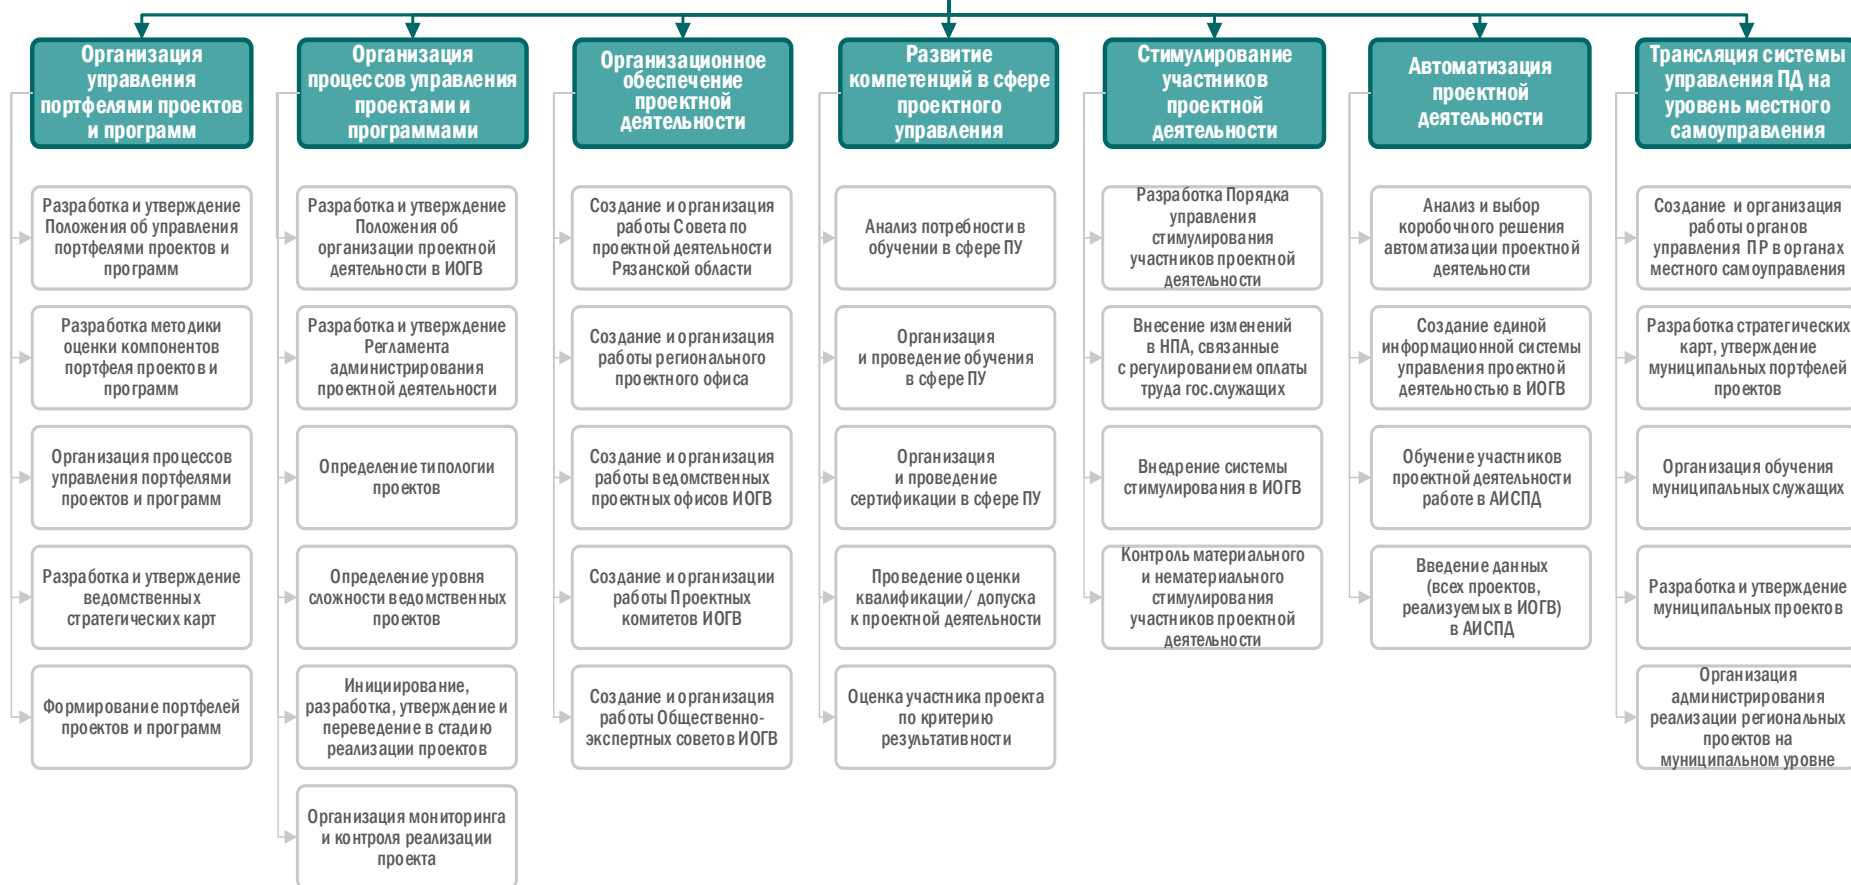 Организация
управления
портфелями проектов
и программ
Разработка и утверждение
Положения об управления
портфелями проектов и
программ
Разработка методики
оценки компонентов
портфеля проектов и
программ
Организация процессов
управления портфелями
проектов и программ
Разработка и утверждение
ведомственных
стратегических карт
Формирование портфелей
проектов и программ
Организация
процессов управления
проектами и
программами
Разработка и утверждение
Положения об
организации проектной
деятельности в ИОГВ
Разработка и утверждение
Регламента
администрирования
проектной деятельности
Определение типологии
проектов
Определение уровня
сложности ведомственных
проектов
Инициирование,
разработка, утверждение и
переведение в стадию
реализации проектов
Организация мониторинга
и контроля реализации
проекта
Организационное
обеспечение
проектной
деятельности
Создание и организация
работы Совета по
проектной деятельности
Рязанской области
Создание и организация
работы регионального
проектного офиса
Создание и организация
работы ведомственных
проектных офисов ИОГВ
Создание и организации
работы Проектных
комитетов ИОГВ
Создание и организация
работы Общественно-
экспертных советов ИОГВ
Развитие
компетенций в сфере
проектного
управления
Анализ потребности в
обучении в сфере ПУ
Организация
и проведение обучения
в сфере ПУ
Организация
и проведение
сертификации в сфере ПУ
Проведение оценки
квалификации/ допуска
к проектной деятельности
Оценка участника проекта
по критерию
результативности
Стимулирование
участников
проектной
деятельности
Разработка Порядка
управления
стимулирования
участников проектной
деятельности
Внесение изменений
в НПА, связанные
с регулированием оплаты
труда гос.служащих
Внедрение системы
стимулирования в ИОГВ
Контроль материального
и нематериального
стимулирования
участников проектной
деятельности
Автоматизация
проектной
деятельности
Анализ и выбор
коробочного решения
автоматизации проектной
деятельности
Создание единой
информационной системы
управления проектной
деятельностью в ИОГВ
Обучение участников
проектной деятельности
работе в АИСПД
Введение данных
(всех проектов,
реализуемых в ИОГВ)
в АИСПД
Трансляция системы
управления ПД на
уровень местного
самоуправления
Создание и организация
работы органов
управления ПР в органах
местного самоуправления
Разработка стратегических
карт, утверждение
муниципальных портфелей
проектов
Организация обучения
муниципальных служащих
Разработка и утверждение
муниципальных проектов
Организация
администрирования
реализации региональных
проектов на
муниципальном уровне